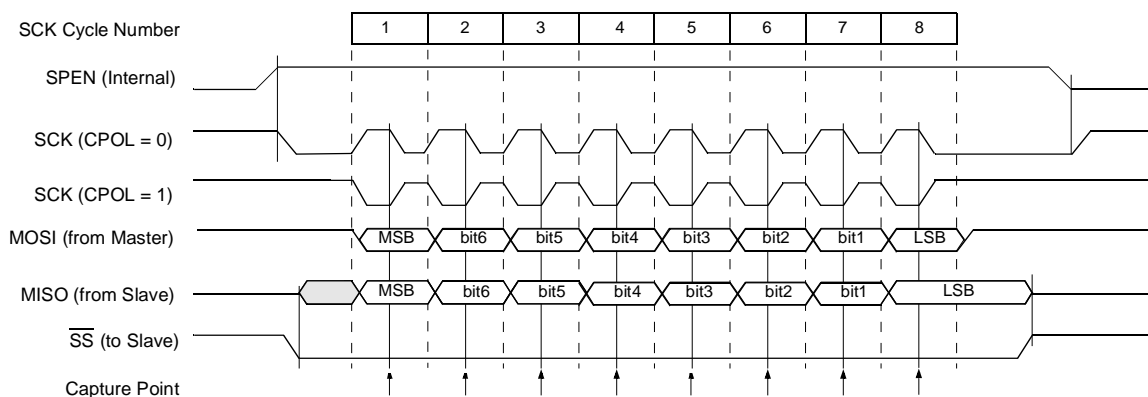 SCK Cycle Number 1 2 3 4 5 6 7 8
SPEN (Internal)
SCK (CPOL = 0)
SCK (CPOL = 1)
MOSI (from Master) MSB bit6 bit5 bit4 bit3 bit2 bit1 LSB
MISO (from Slave) MSB bit6 bit5 bit4 bit3 bit2 bit1 LSB
S̅S̅ (to Slave)
Capture Point